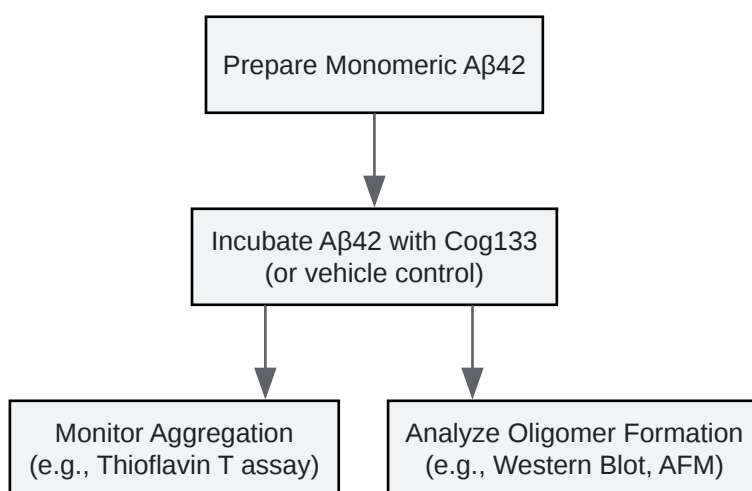 Prepare Monomeric Aβ42
Incubate Aβ42 with Cog133
(or vehicle control)
Monitor Aggregation
(e.g., Thioflavin T assay)
Analyze Oligomer Formation
(e.g., Western Blot, AFM)